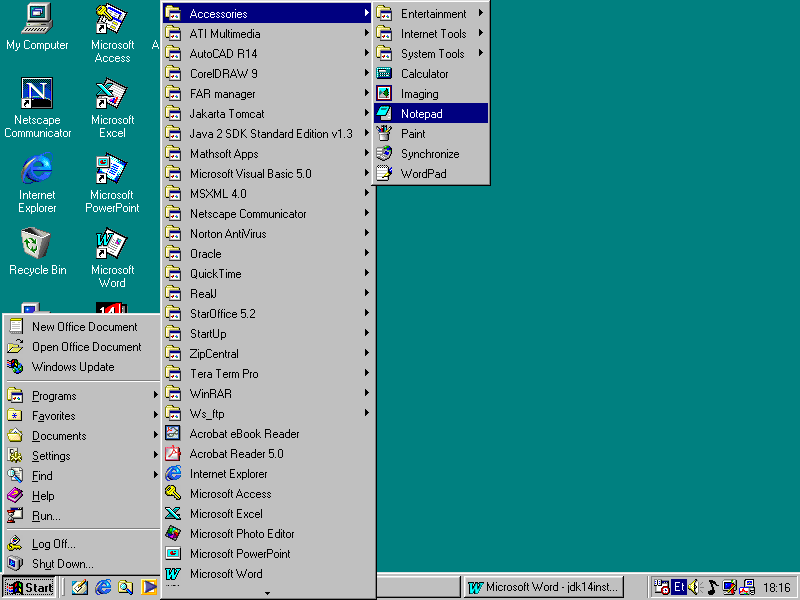 My Computer
Microsoft
Access
A
Netscape
Communicator
Microsoft
Excel
Internet
Explorer
Microsoft
PowerPoint
Recycle Bin
Microsoft
Word
New Office Document
Open Office Document
Windows Update
Programs
Favorites
Documents
Settings
Find
Help
Run...
Log Off...
Shut Down...
Accessories
ATI Multimedia
AutoCAD R14
CorelDRAW 9
FAR manager
Jakarta Tomcat
Java 2 SDK Standard Edition v1.3
Mathsoft Apps
Microsoft Visual Basic 5.0
MSXML 4.0
Netscape Communicator
Norton AntiVirus
Oracle
QuickTime
RealJ
StarOffice 5.2
StartUp
ZipCentral
Tera Term Pro
WinRAR
Ws_ftp
Acrobat eBook Reader
Acrobat Reader 5.0
Internet Explorer
Microsoft Access
Microsoft Excel
Microsoft Photo Editor
Microsoft PowerPoint
Microsoft Word
Entertainment
Internet Tools
System Tools
Calculator
Imaging
Notepad
Paint
Synchronize
WordPad
Start
Microsoft Word - jdk14inst...
Et
18:16